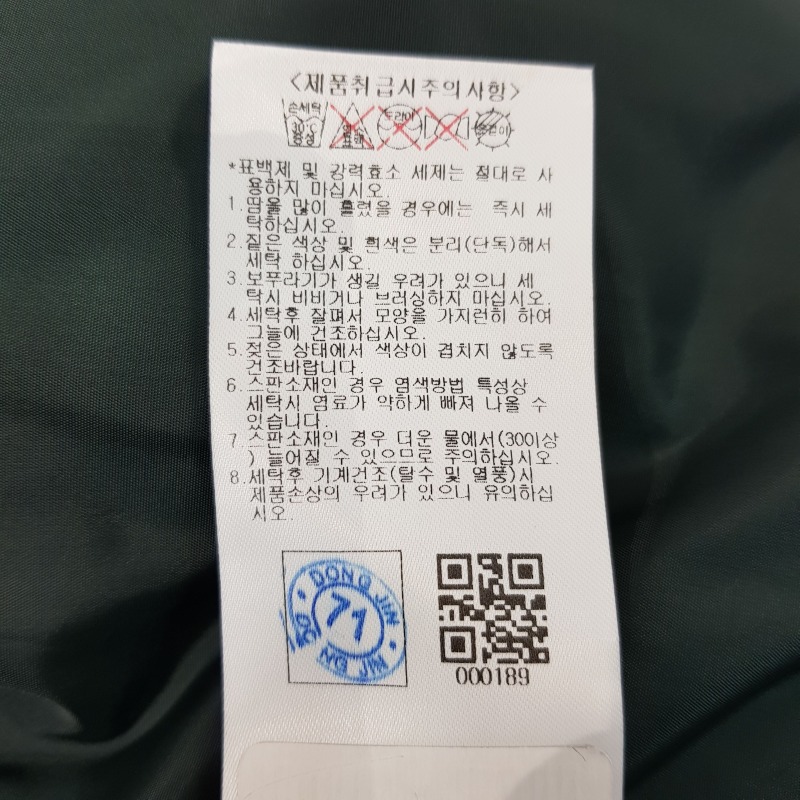 <제품취급시주의사항>
손세탁
30℃
중성
염소
표백
드라이
*표백제 및 강력효소 세제는 절대로 사
용하지 마십시오.
1.땀을 많이 흘렸을 경우에는 즉시 세
탁하십시오.
2.짙은 색상 및 흰색은 분리(단독)해서
세탁 하십시오.
3.보푸라기가 생길 우려가 있으니 세
탁시 비비거나 브러싱하지 마십시오.
4.세탁후 잘펴서 모양을 가지런히 하여
그늘에 건조하십시오.
5.젖은 상태에서 색상이 겹치지 않도록
건조바랍니다.
6.스판소재인 경우 염색방법 특성상
세탁시 염료가 약하게 빠져 나올 수
있습니다.
7.스판소재인 경우 더운 물에서(300이상
) 늘어질 수 있으므로 주의하십시오.
8.세탁후 기계건조(탈수 및 열풍)시
제품손상의 우려가 있으니 유의하십
시오.
DONG JIN
71
000189